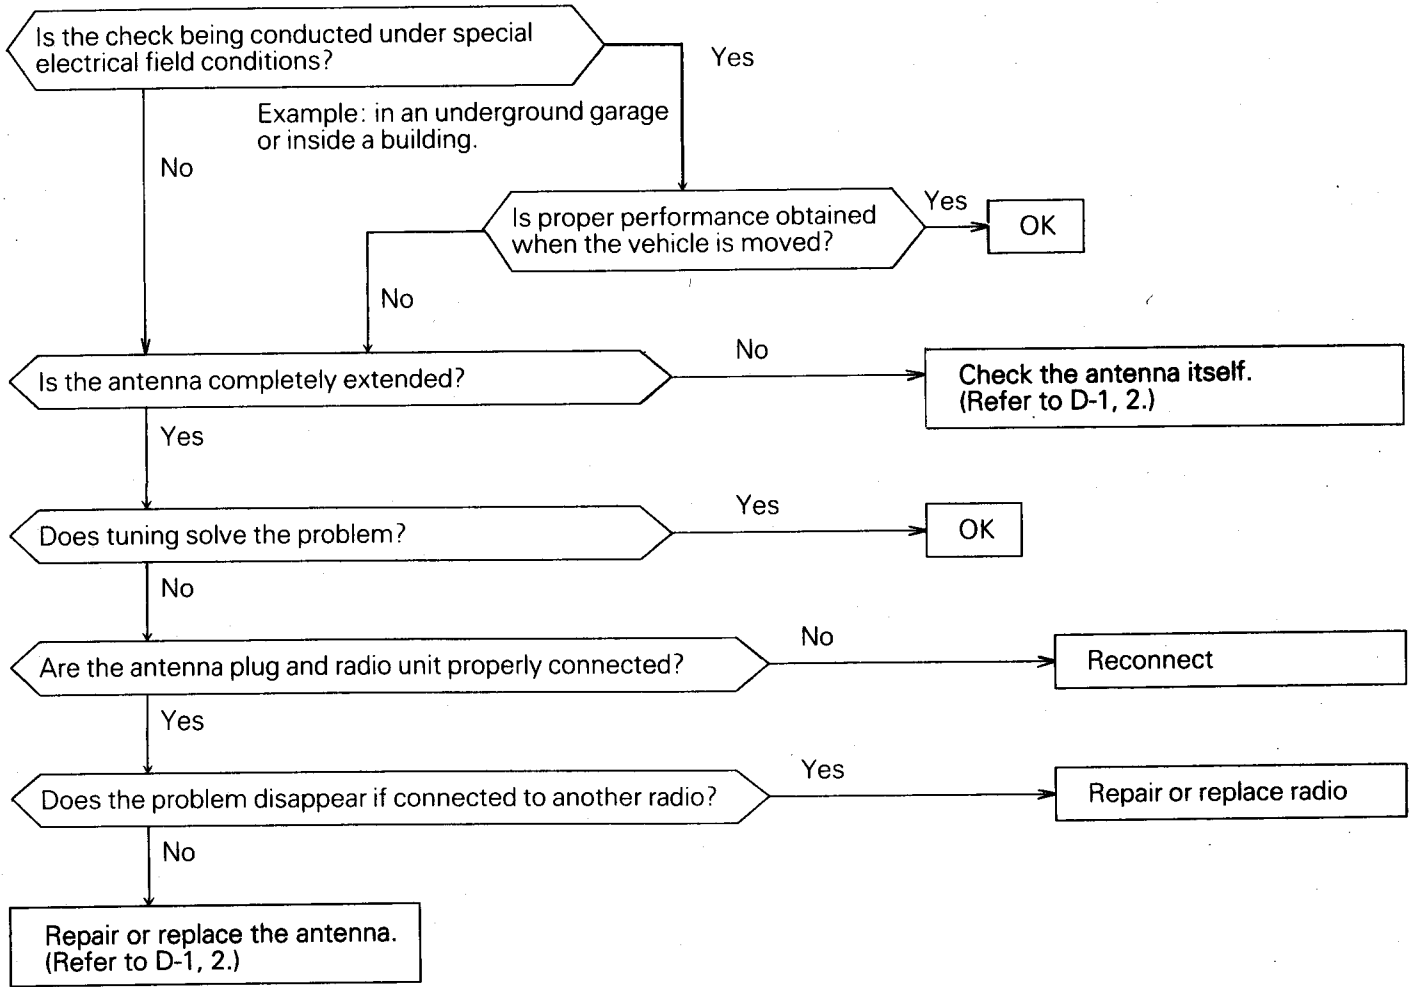 Is the check being conducted under special
electrical field conditions?
Yes
Example: in an underground garage
or inside a building.
No
Is proper performance obtained
when the vehicle is moved?
Yes
OK
No
Is the antenna completely extended?
No
Check the antenna itself.
(Refer to D-1, 2.)
Yes
Does tuning solve the problem?
Yes
OK
No
Are the antenna plug and radio unit properly connected?
No
Reconnect
Yes
Does the problem disappear if connected to another radio?
Yes
Repair or replace radio
No
Repair or replace the antenna.
(Refer to D-1, 2.)